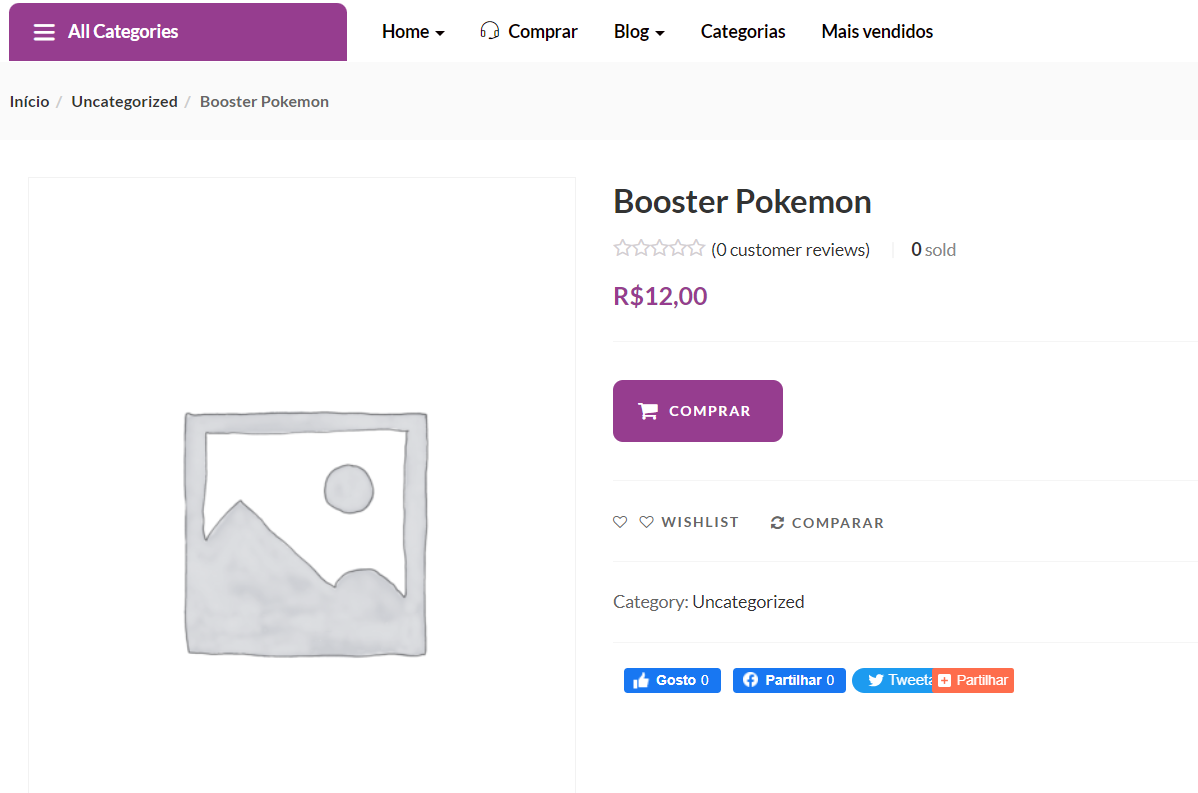 All Categories
Home
Comprar
Blog
Categorias
Mais vendidos
Início / Uncategorized / Booster Pokemon
Booster Pokemon
(0 customer reviews)
0 sold
R$12,00
COMPRAR
WISHLIST
COMPARAR
Category: Uncategorized
Gosto 0
Partilhar 0
Tweeta
Partilhar